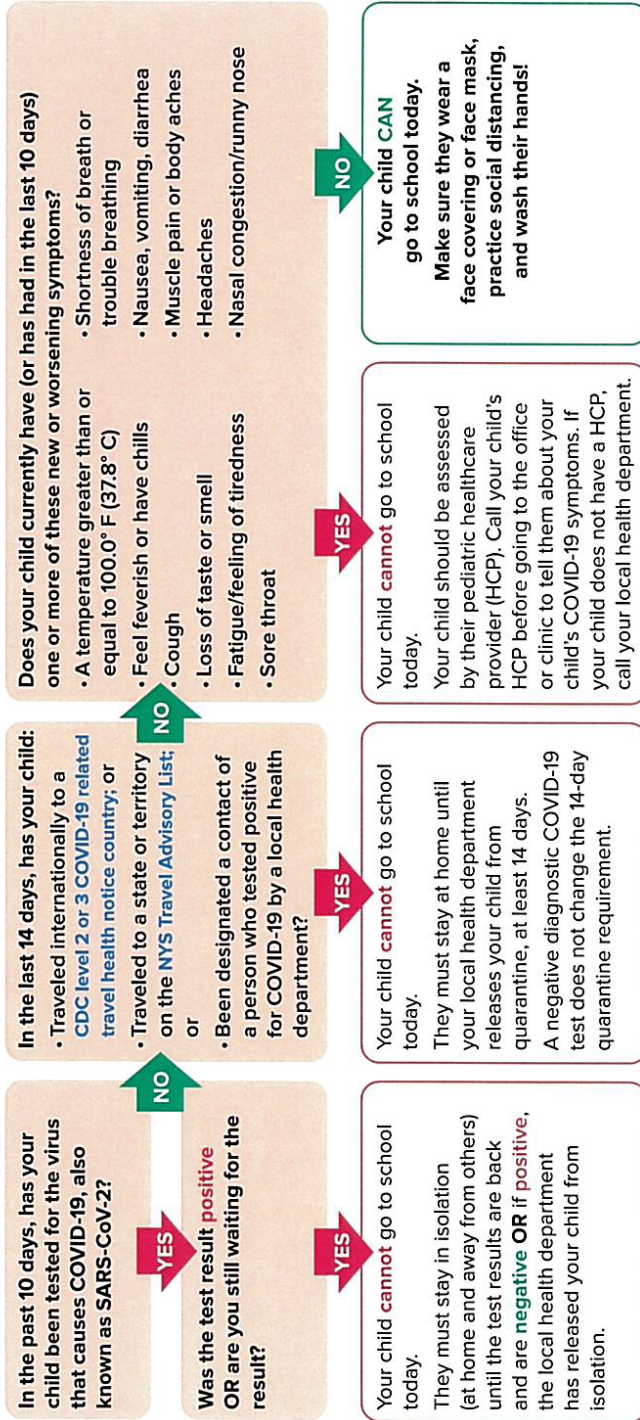 In the past 10 days, has your
child been tested for the virus
that causes COVID-19, also
known as SARS-CoV-2?
YES
Was the test result positive
OR are you still waiting for the
result?
YES
Your child cannot go to school
today.
They must stay in isolation
(at home and away from others)
until the test results are back
and are negative OR if positive,
the local health department
has released your child from
isolation.
NO
In the last 14 days, has your child:
• Traveled internationally to a
CDC level 2 or 3 COVID-19 related
travel health notice country; or
• Traveled to a state or territory
on the NYS Travel Advisory List;
or
• Been designated a contact of
a person who tested positive
for COVID-19 by a local health
department?
YES
Your child cannot go to school
today.
They must stay at home until
your local health department
releases your child from
quarantine, at least 14 days.
A negative diagnostic COVID-19
test does not change the 14-day
quarantine requirement.
NO
Does your child currently have (or has had in the last 10 days)
one or more of these new or worsening symptoms?
• A temperature greater than or
equal to 100.0° F (37.8° C)
• Feel feverish or have chills
• Cough
• Loss of taste or smell
• Fatigue/feeling of tiredness
• Sore throat
• Shortness of breath or
trouble breathing
• Nausea, vomiting, diarrhea
• Muscle pain or body aches
• Headaches
• Nasal congestion/runny nose
YES
Your child cannot go to school
today.
Your child should be assessed
by their pediatric healthcare
provider (HCP). Call your child's
HCP before going to the office
or clinic to tell them about your
child's COVID-19 symptoms. If
your child does not have a HCP,
call your local health department.
NO
Your child CAN
go to school today.
Make sure they wear a
face covering or face mask,
practice social distancing,
and wash their hands!